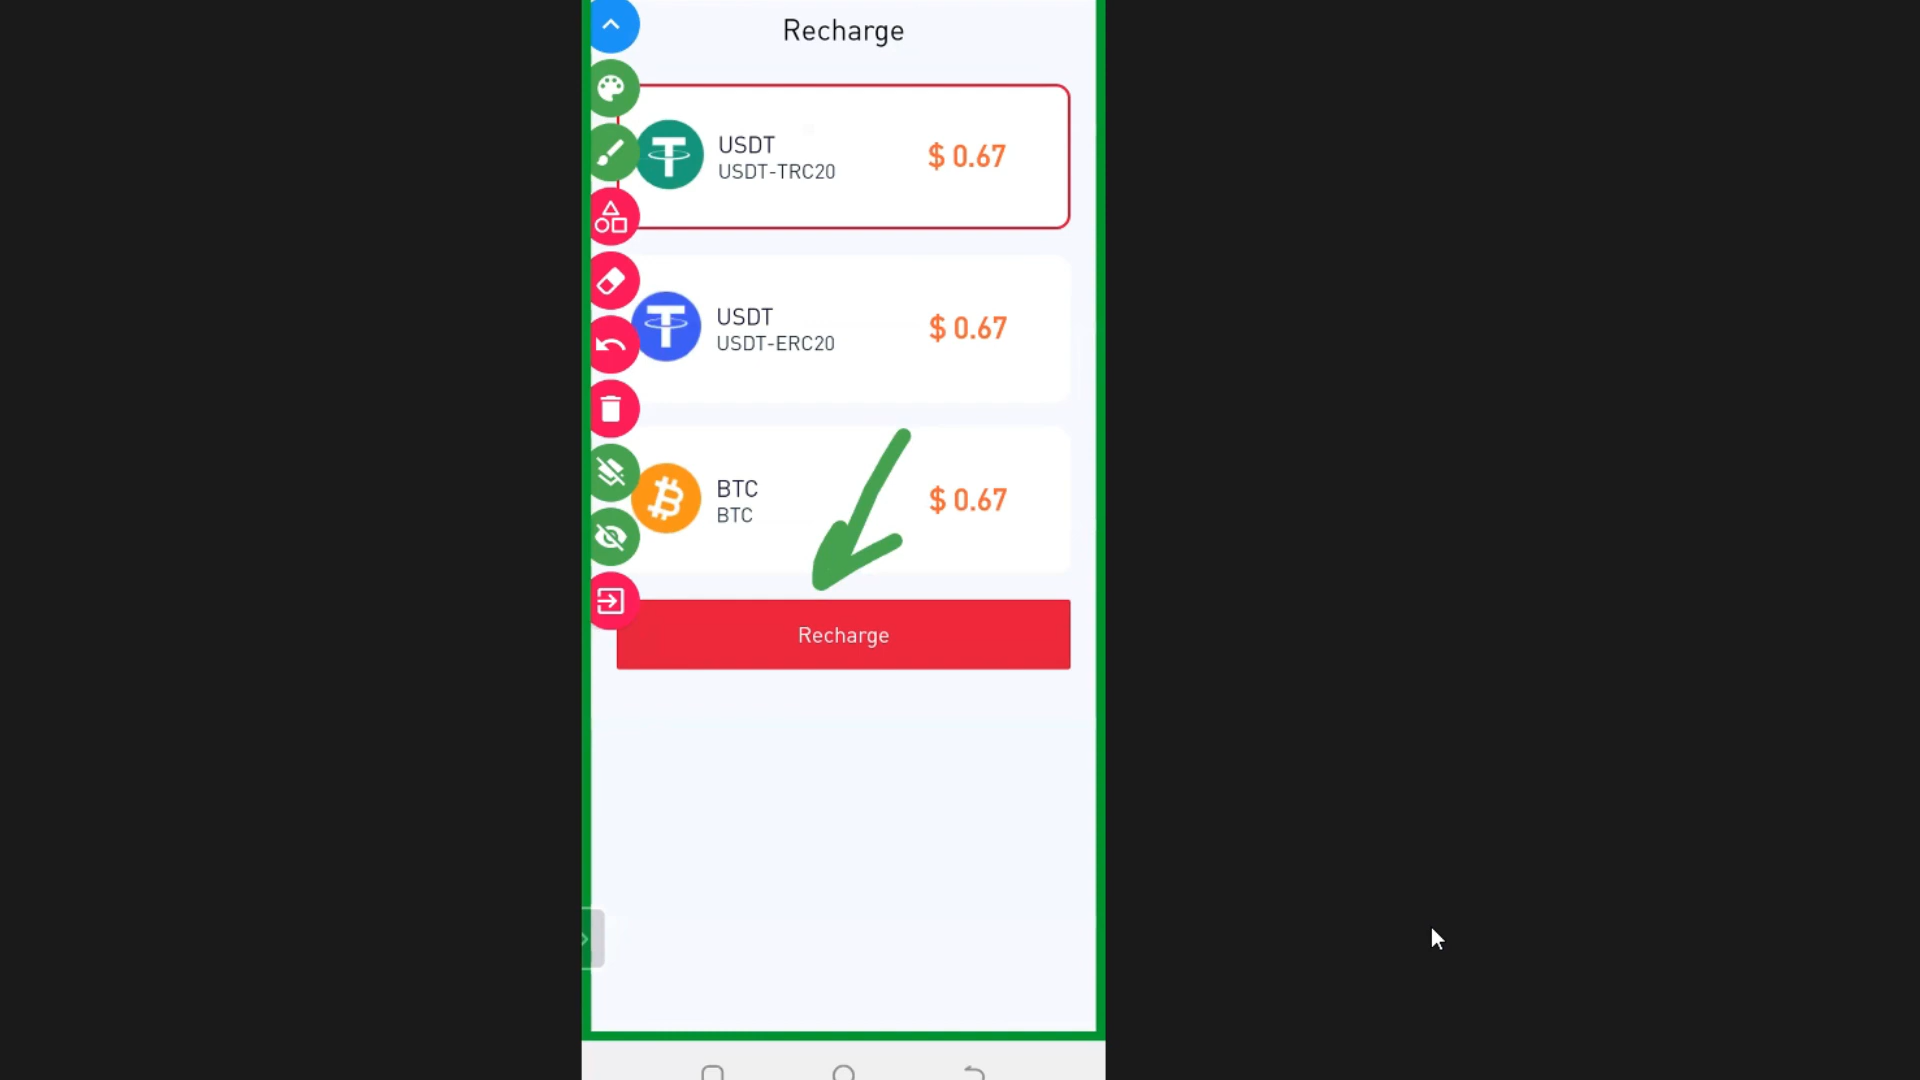 Recharge
USDT
USDT-TRC20
$ 0.67
USDT
USDT-ERC20
$ 0.67
BTC
BTC
$ 0.67
Recharge